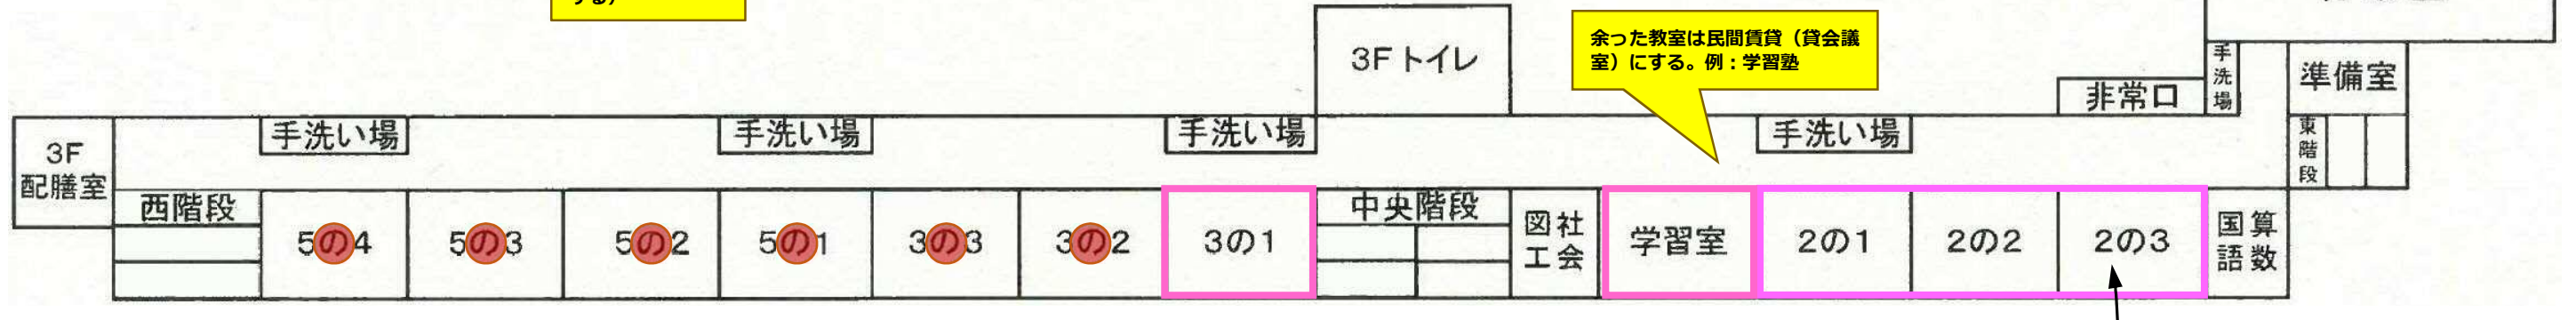 する）
余った教室は民間賃貸（貸会議
室）にする。例：学習塾
3Fトイレ
手洗場
準備室
非常口
東階段
3F
配膳室
手洗い場
手洗い場
手洗い場
手洗い場
西階段
5の4
5の3
5の2
5の1
3の3
3の2
3の1
中央階段
図工
社会
学習室
2の1
2の2
2の3
国語
算数